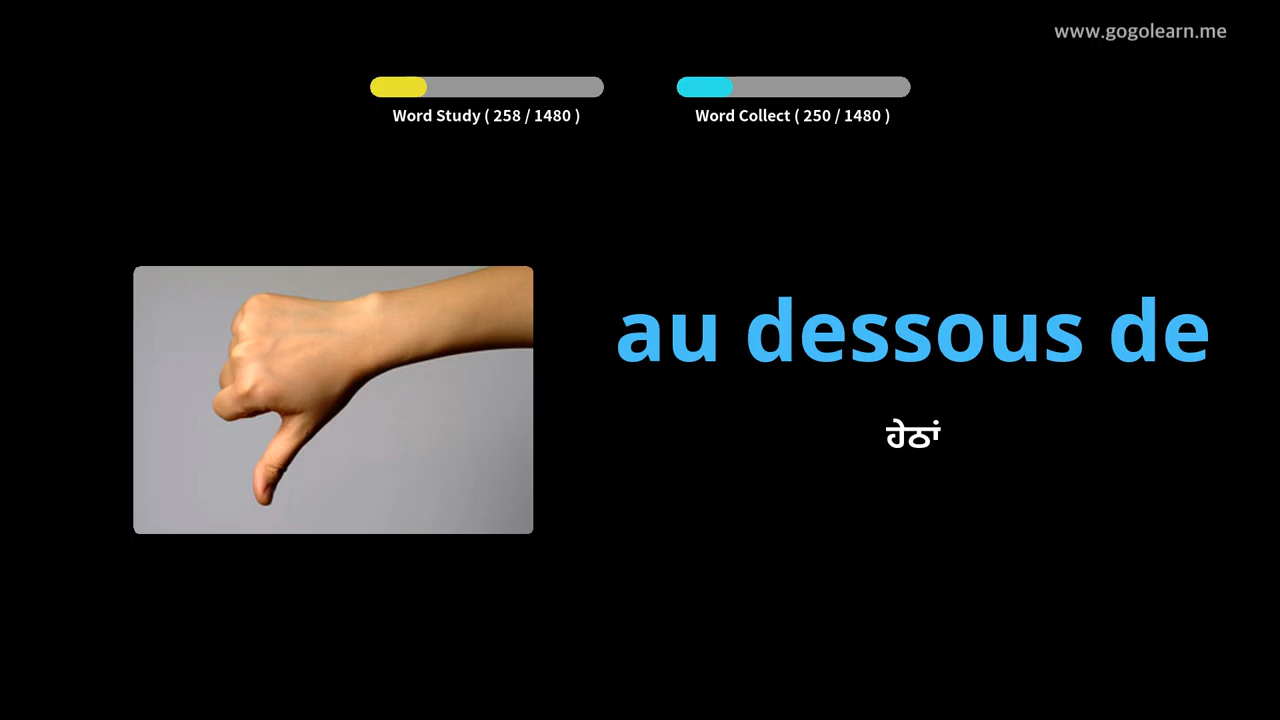 www.gogolearn.me
Word Study ( 258 / 1480 )
Word Collect ( 250 / 1480 )
au dessous de
ਹੇਠਾਂ